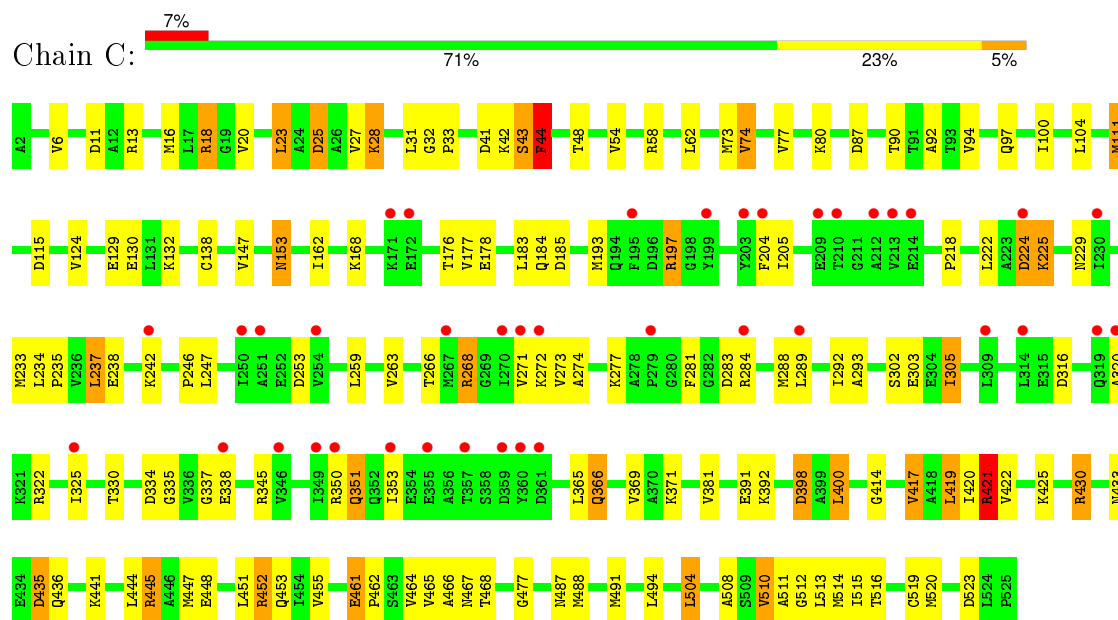 7%
Chain C:
71% 23% 5%
A2 V6 D11 A12 R13 M16 L17 R18 G19 V20 L23 A24 D25 A26 V27 K28 L31 G32 P33 D41 K42 S43 F44 T48 V54 R58 L62 M73 V74 V77 K80 D87 T90 T91 A92 T93 V94 Q97 I100 L104 M111
D115 V124 E129 E130 L131 K132 C138 V147 N153 I162 K168 K171 E172 T176 V177 E178 L183 Q184 D185 M193 Q194 F195 D196 R197 G198 Y199 Y203 F204 I205 E209 T210 G211 A212 V213 E214 P218 L222 A223 D224 K225 N229 I230
M233 L234 P235 V236 L237 E238 K242 P246 L247 I250 A251 E252 D253 V254 L259 V263 T266 M267 R268 G269 I270 V271 K272 V273 A274 K277 A278 P279 G280 F281 G282 D283 R284 M288 L289 I292 A293 S302 E303 E304 I305 L309 L314 E315 D316 Q319 A320
K321 R322 I325 T330 D334 G335 V336 G337 E338 R345 V346 I349 R350 Q351 Q352 I353 E354 E355 A356 T357 S358 D359 Y360 D361 L365 Q366 V369 A370 K371 V381 E391 K392 D398 A399 L400 G414 V417 A418 L419 I420 R421 V422 K425 R430 N433
E434 D435 Q436 K441 L444 R445 A446 M447 E448 L451 R452 Q453 I454 V455 E461 P462 S463 V464 V465 A466 N467 T468 G477 N487 M488 M491 L494 L504 A508 S509 V510 A511 G512 L513 M514 I515 T516 C519 M520 D523 L524 P525